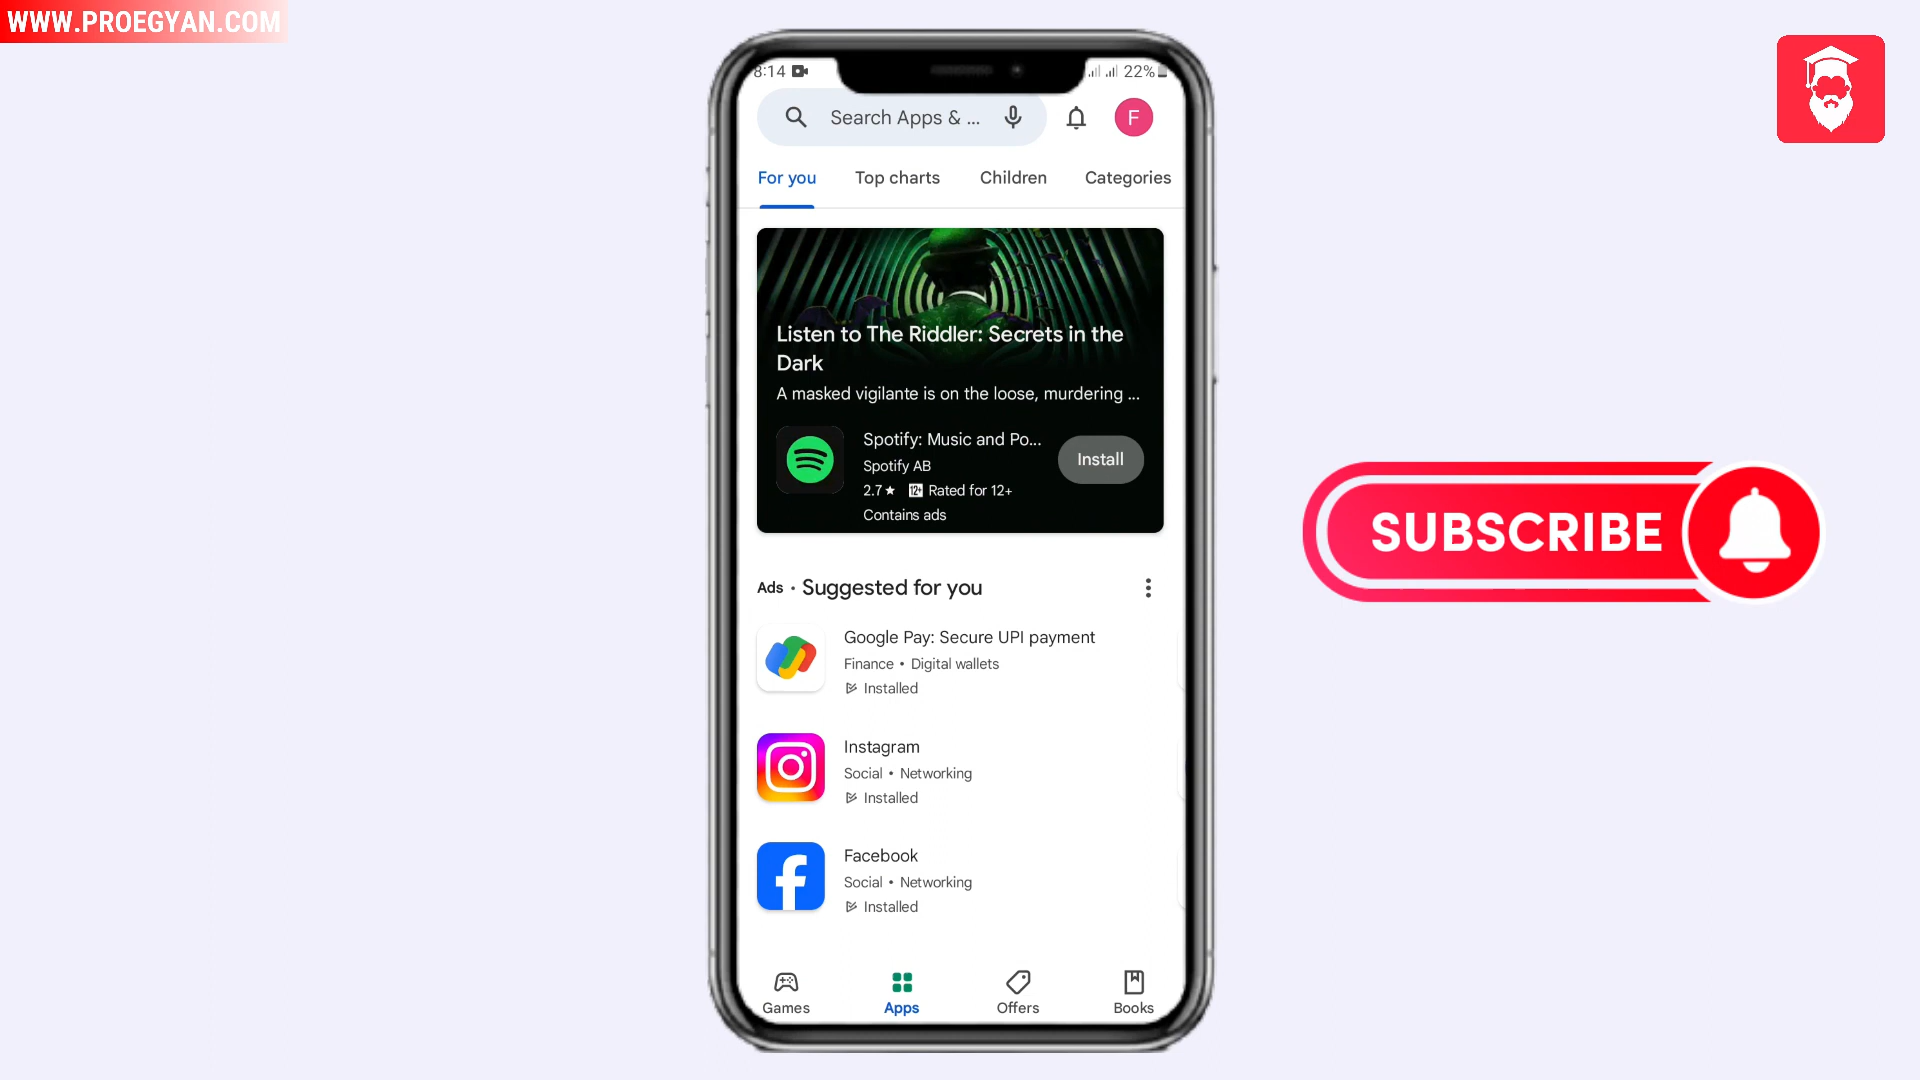 WWW.PROEGYAN.COM
8:14
22%
Search Apps & ...
F
For you
Top charts
Children
Categories
Listen to The Riddler: Secrets in the
Dark
A masked vigilante is on the loose, murdering ...
Spotify: Music and Po...
Spotify AB
2.7★ 12+ Rated for 12+
Contains ads
Install
Ads • Suggested for you
Google Pay: Secure UPI payment
Finance • Digital wallets
Installed
Instagram
Social • Networking
Installed
Facebook
Social • Networking
Installed
Games
Apps
Offers
Books
SUBSCRIBE